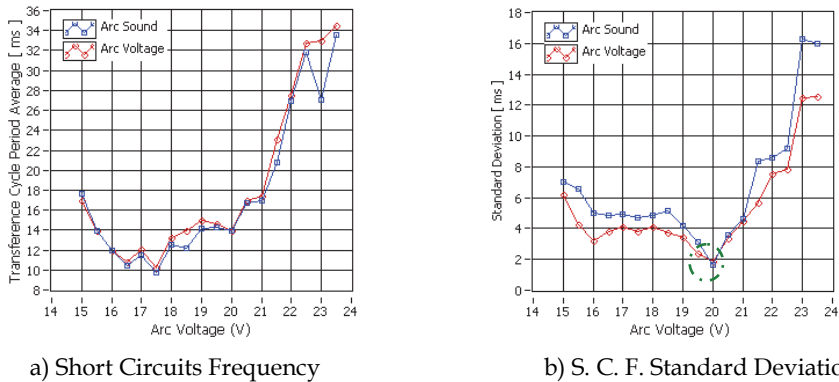 Transference Cycle Period Average [ ms ]
36
34
32
30
28
26
24
22
20
18
16
14
12
10
8
Arc Sound
Arc Voltage
14 15 16 17 18 19 20 21 22 23 24
Arc Voltage (V)
a) Short Circuits Frequency
Standard Deviation [ ms ]
18
16
14
12
10
8
6
4
2
0
Arc Sound
Arc Voltage
14 15 16 17 18 19 20 21 22 23 24
Arc Voltage (V)
b) S. C. F. Standard Deviatio